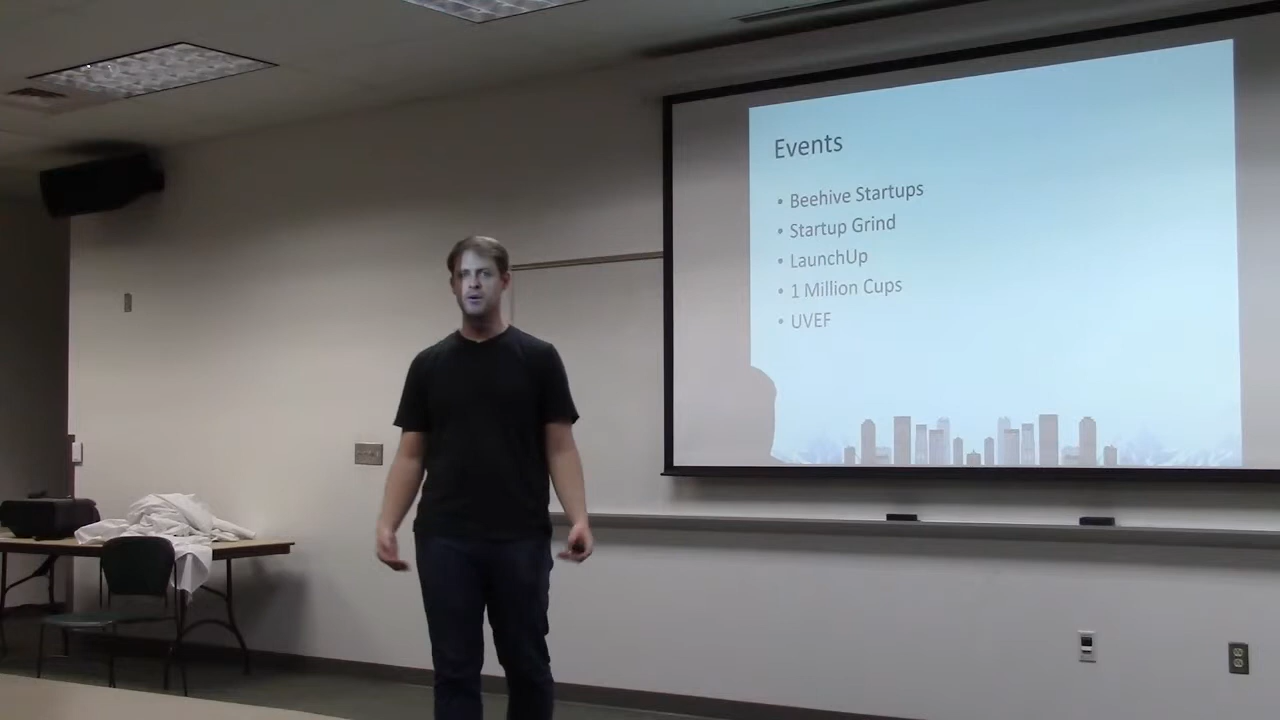 Events
• Beehive Startups
• Startup Grind
• LaunchUp
• 1 Million Cups
• UVEF